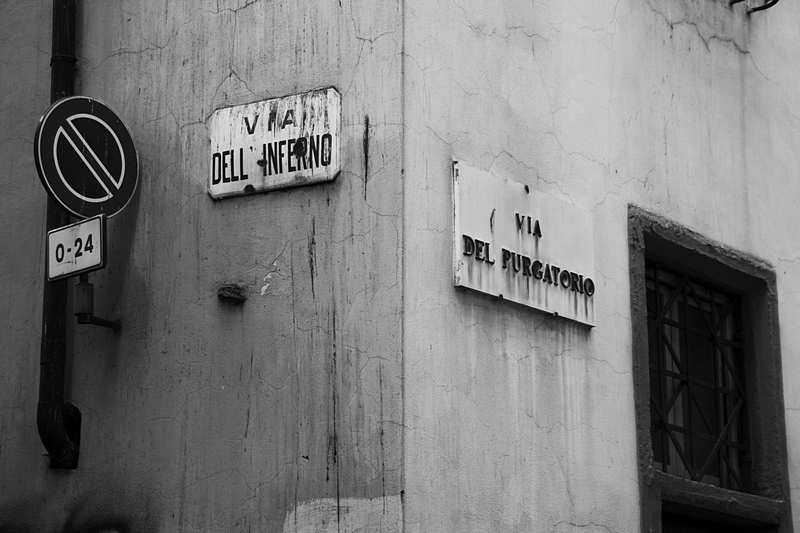 0-24
VIA
DELL' INFERNO
VIA
DEL PURGATORIO